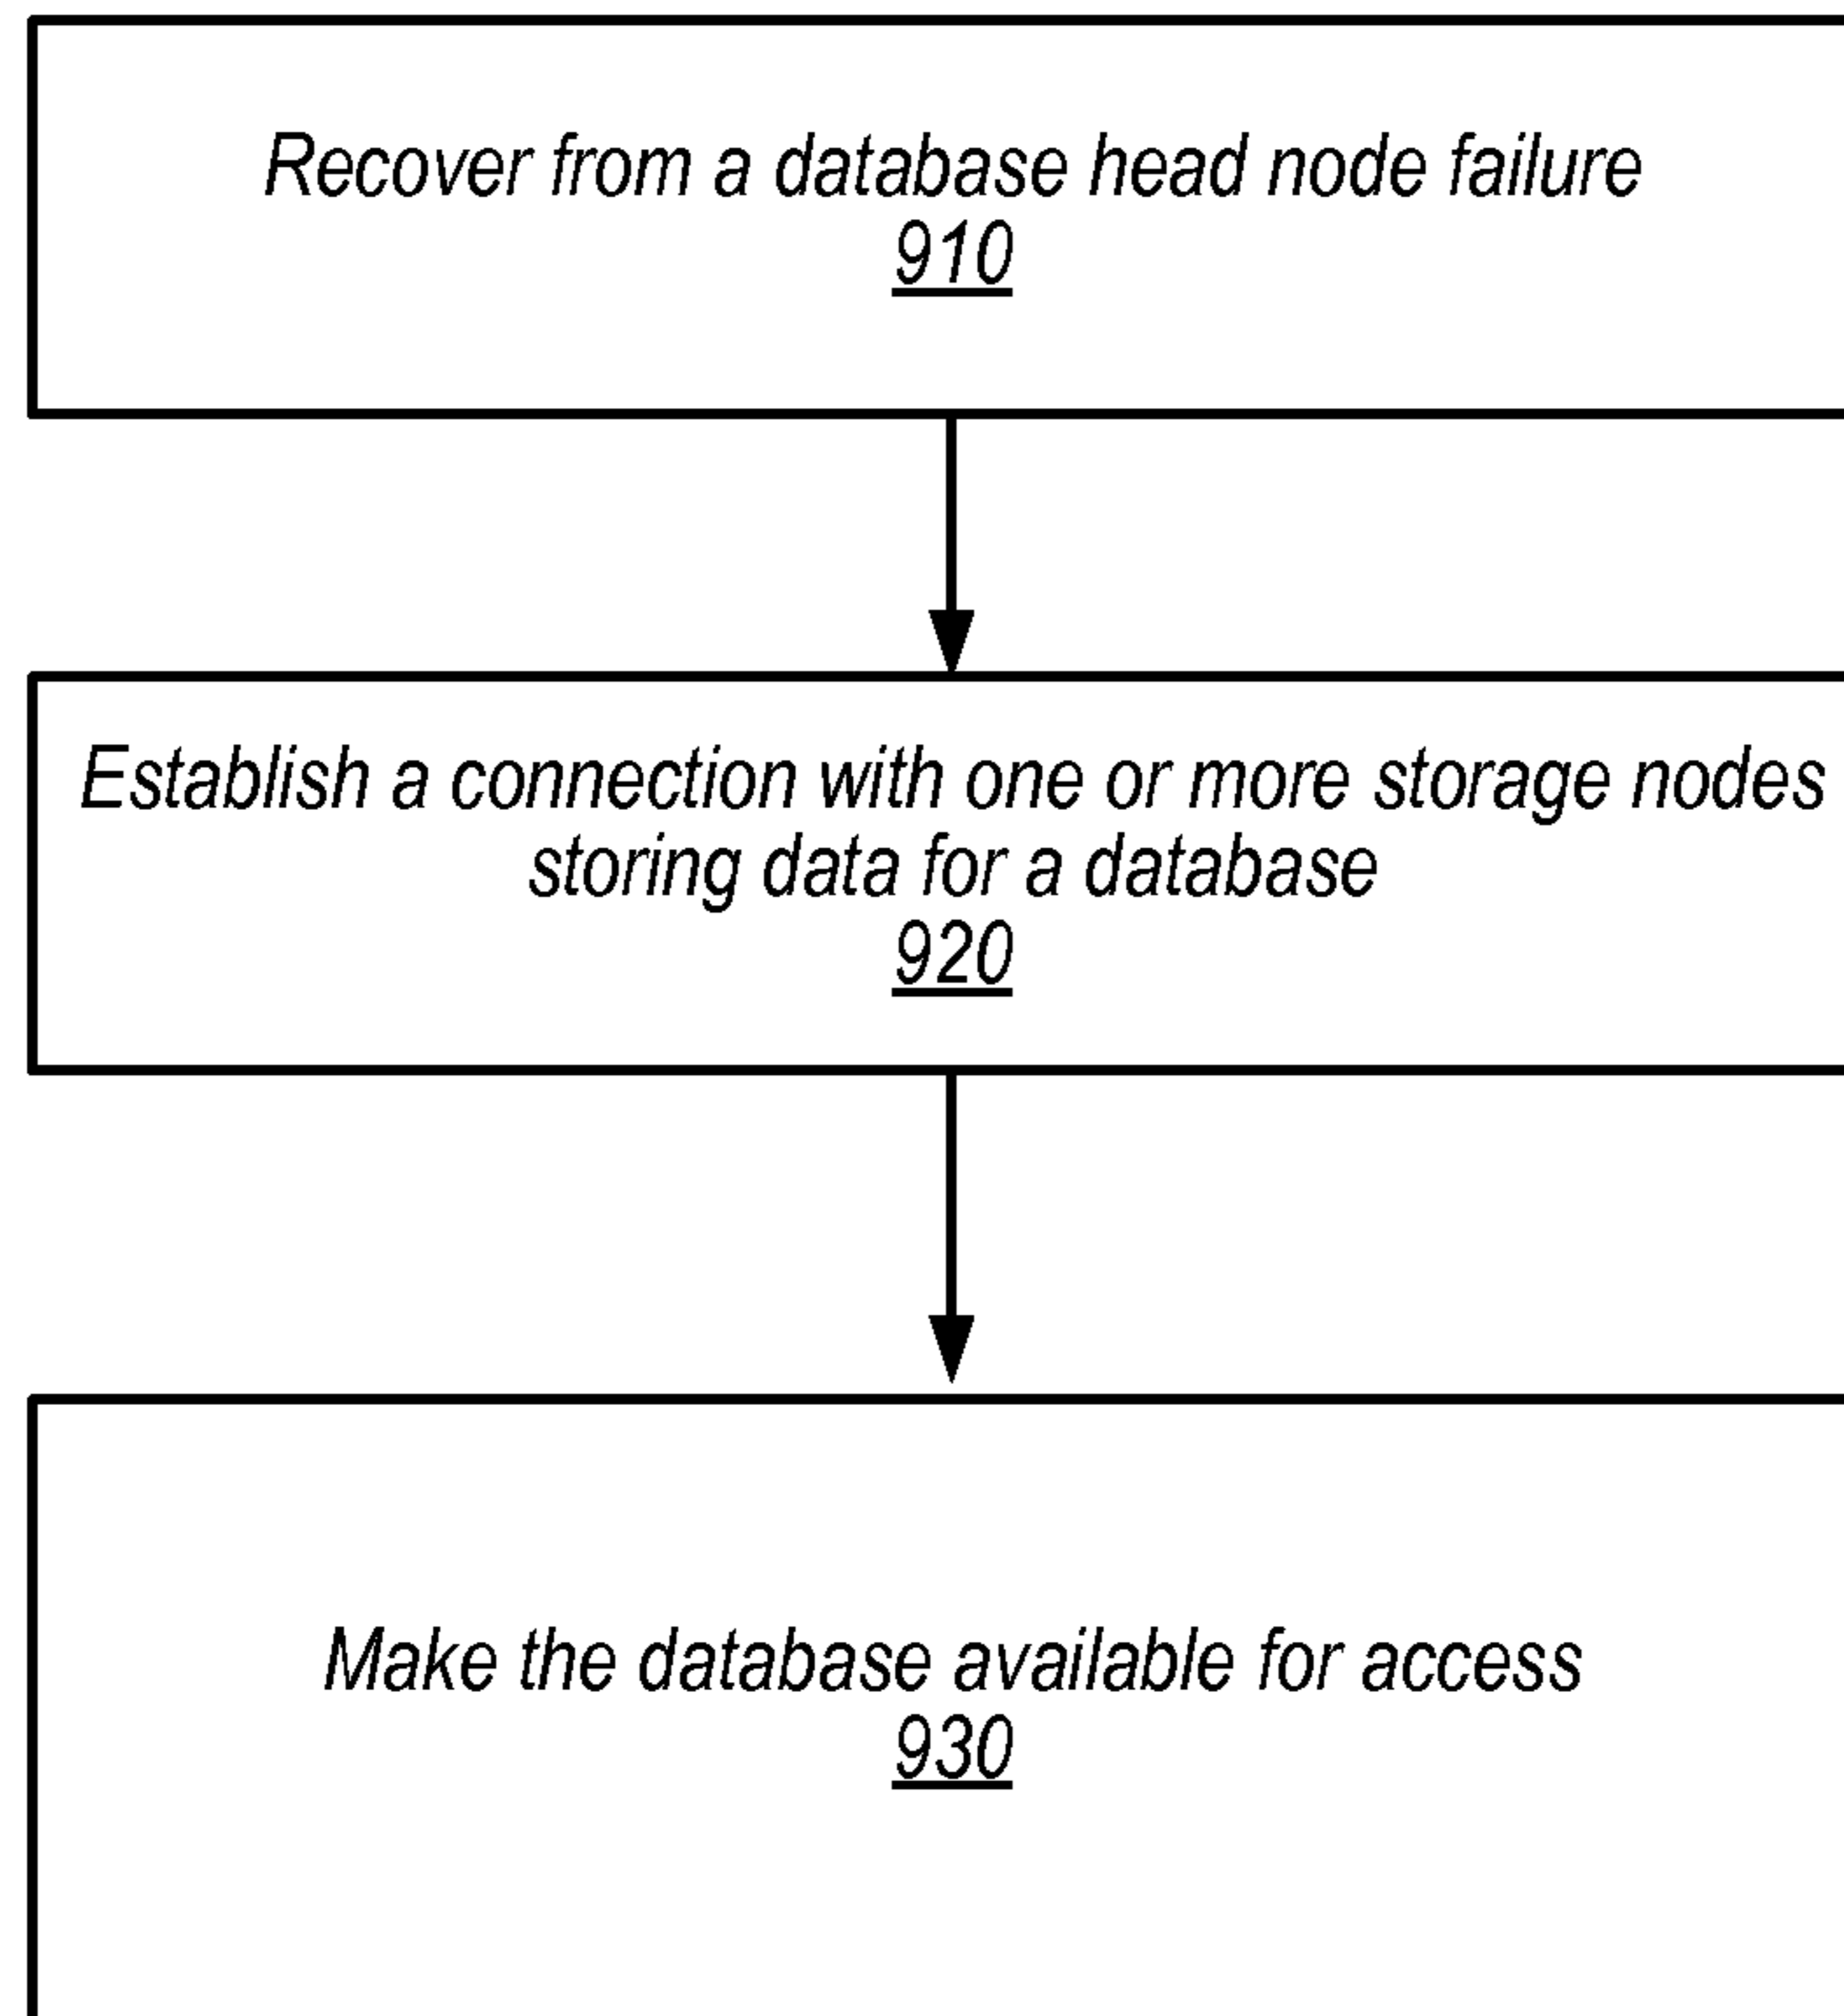 Recover from a database head node failure
910
Establish a connection with one or more storage nodes
storing data for a database
920
Make the database available for access
930